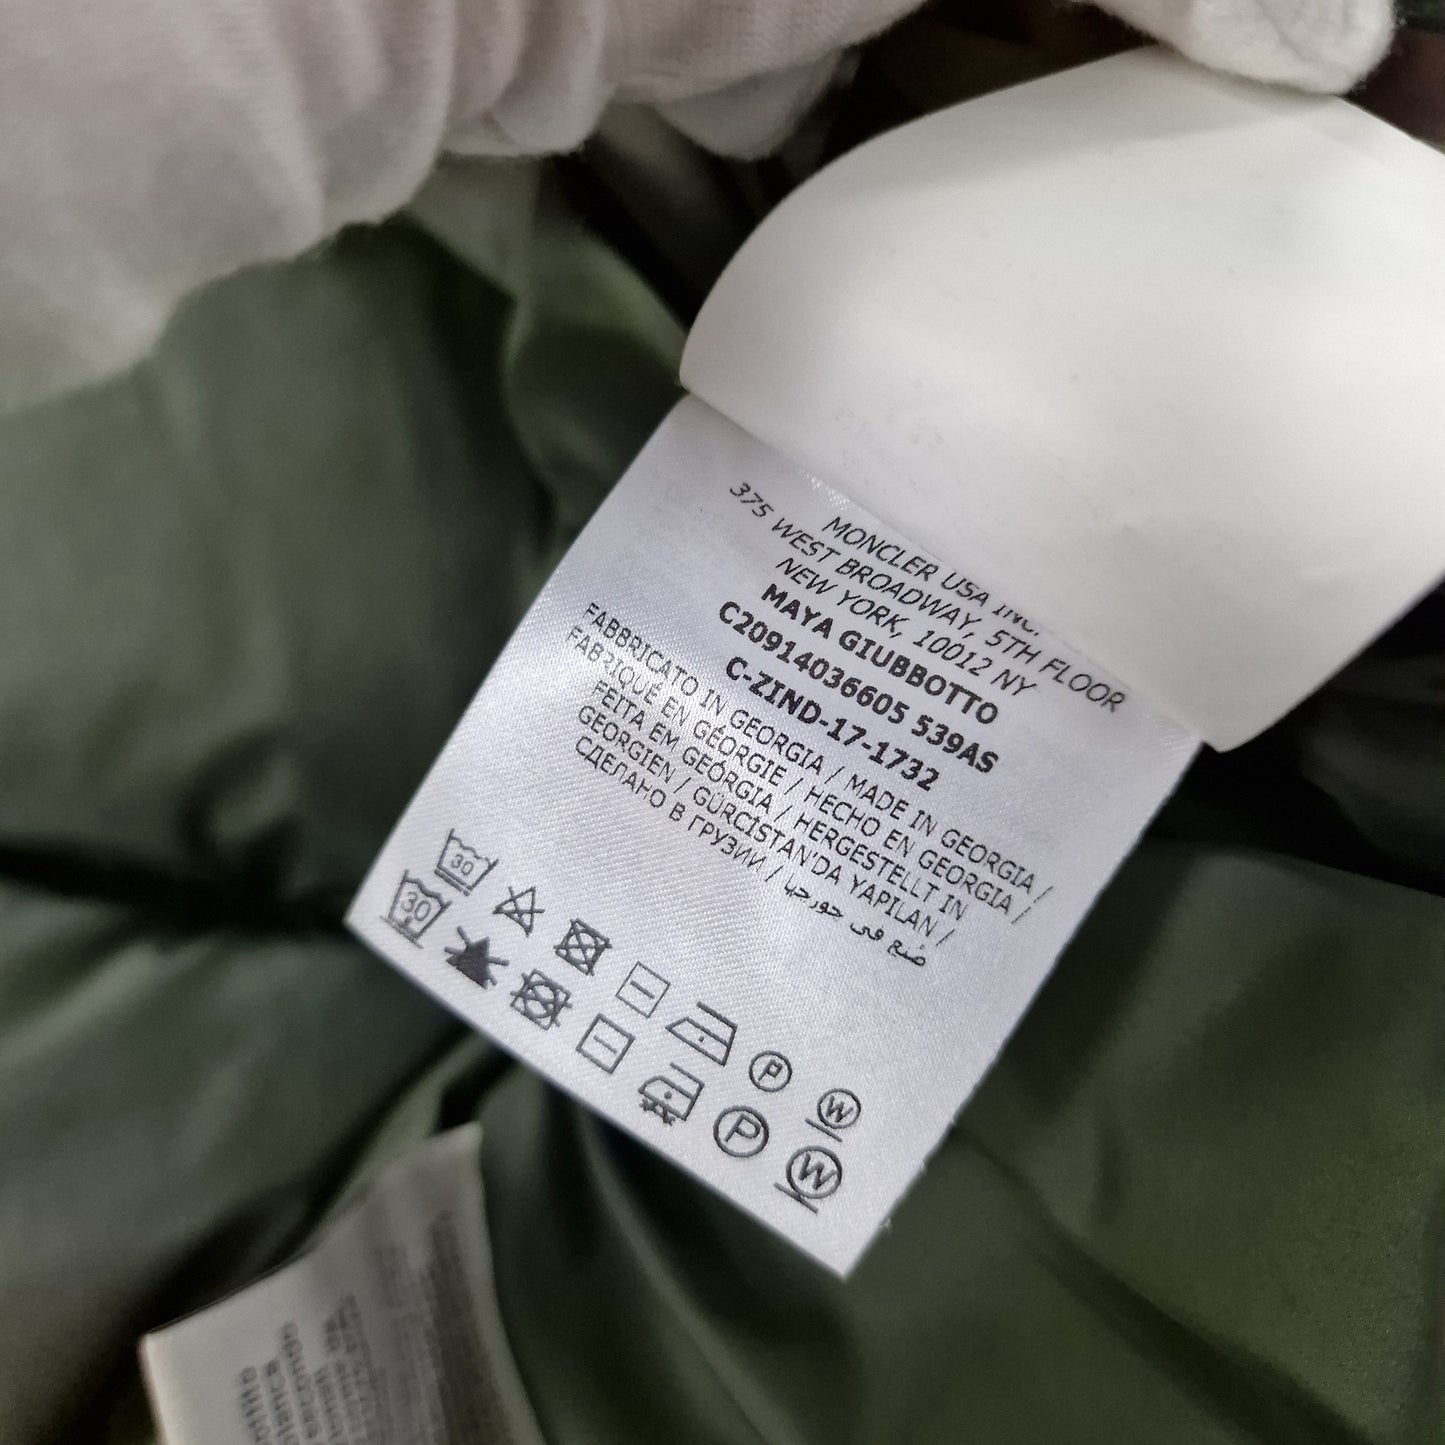 MONCLER USA INC.
375 WEST BROADWAY, 5TH FLOOR
NEW YORK, 10012 NY
MAYA GIUBBOTTO
C20914036605 539AS
C-ZIND-17-1732
FABBRICATO IN GEORGIA / MADE IN GEORGIA /
FABRIQUÉ EN GÉORGIE / HECHO EN GEORGIA /
FEITA EM GEÓRGIA / HERGESTELLT IN
GEORGIEN / GÜRCISTAN'DA YAPILAN /
СДЕЛАНО В ГРУЗИИ / صُنع في جورجيا
30
P
W
30
P
W